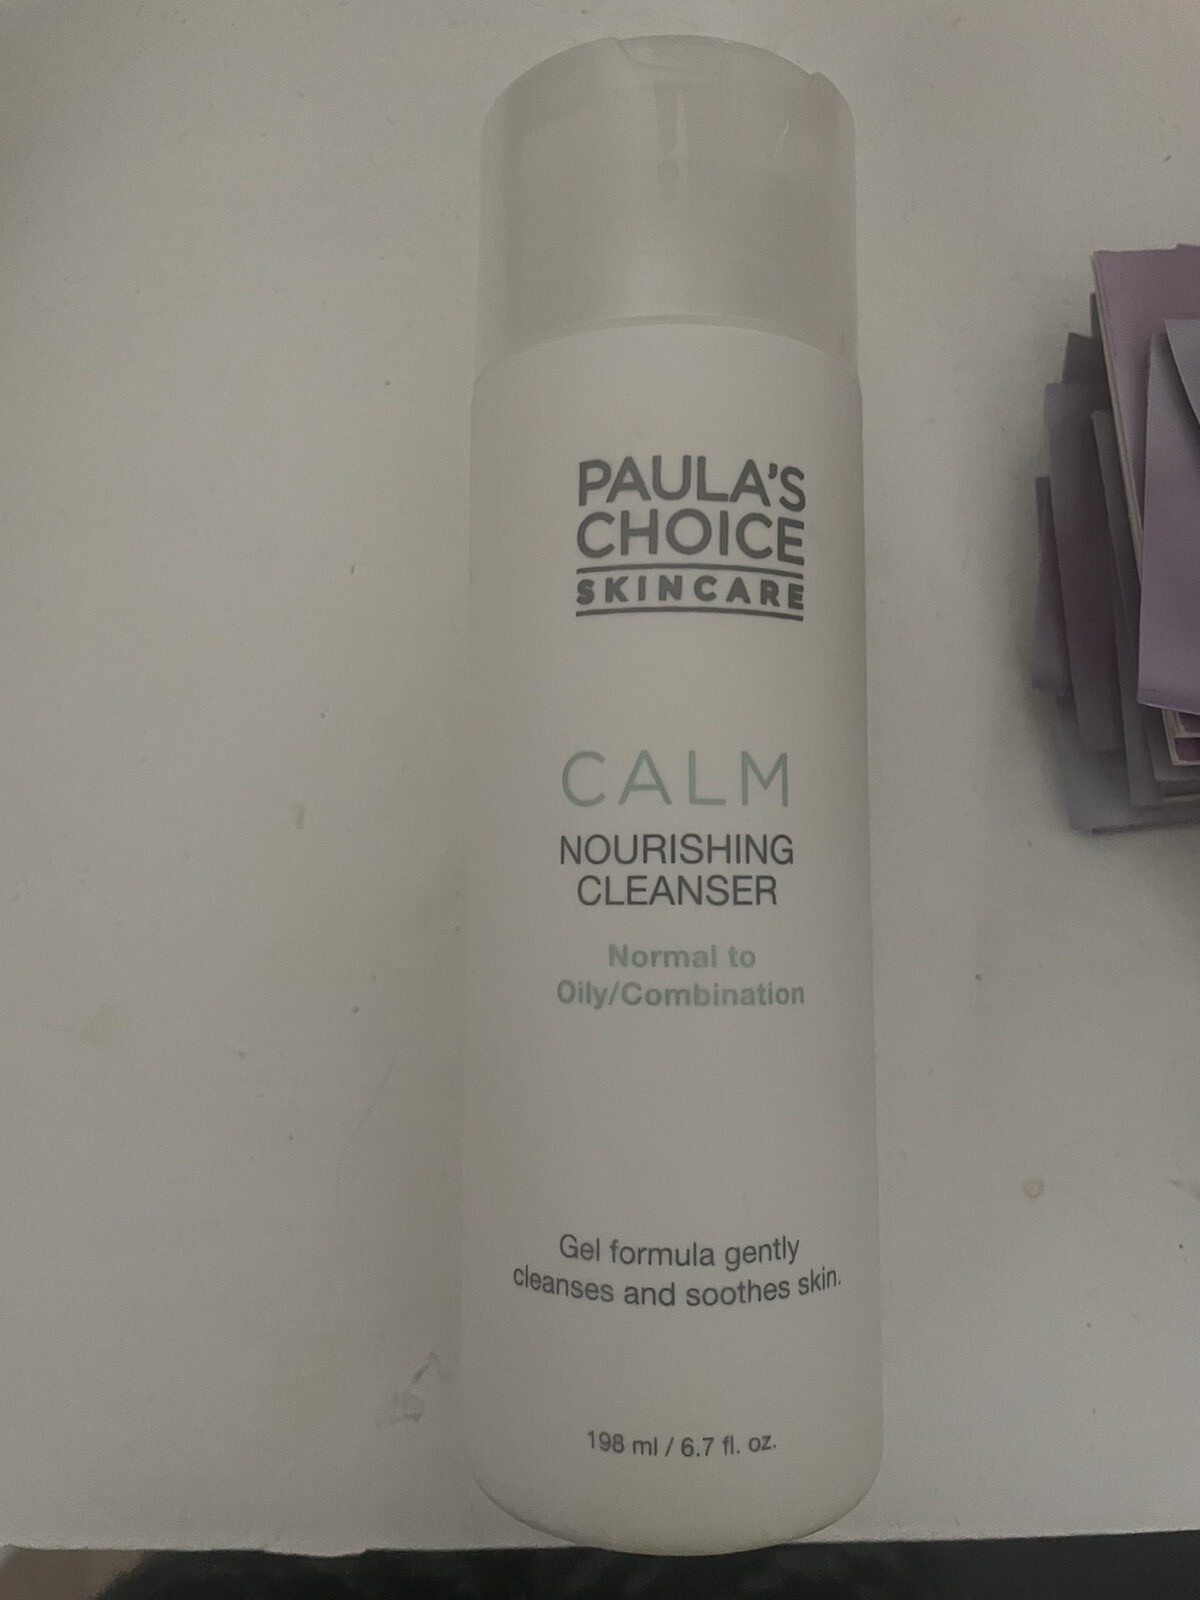 PAULA'S
CHOICE
SKINCARE
CALM
NOURISHING
CLEANSER
Normal to
Oily/Combination
Gel formula gently
cleanses and soothes skin.
198 ml / 6.7 fl. oz.